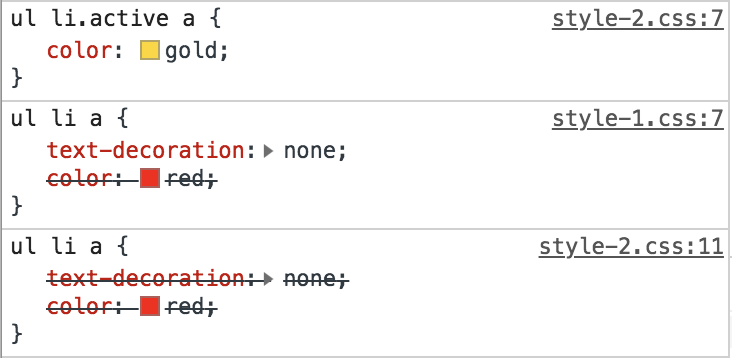 ul li.active a { style-2.css:7
color: gold;
}
ul li a { style-1.css:7
text-decoration: none;
color: red;
}
ul li a { style-2.css:11
text-decoration: none;
color: red;
}